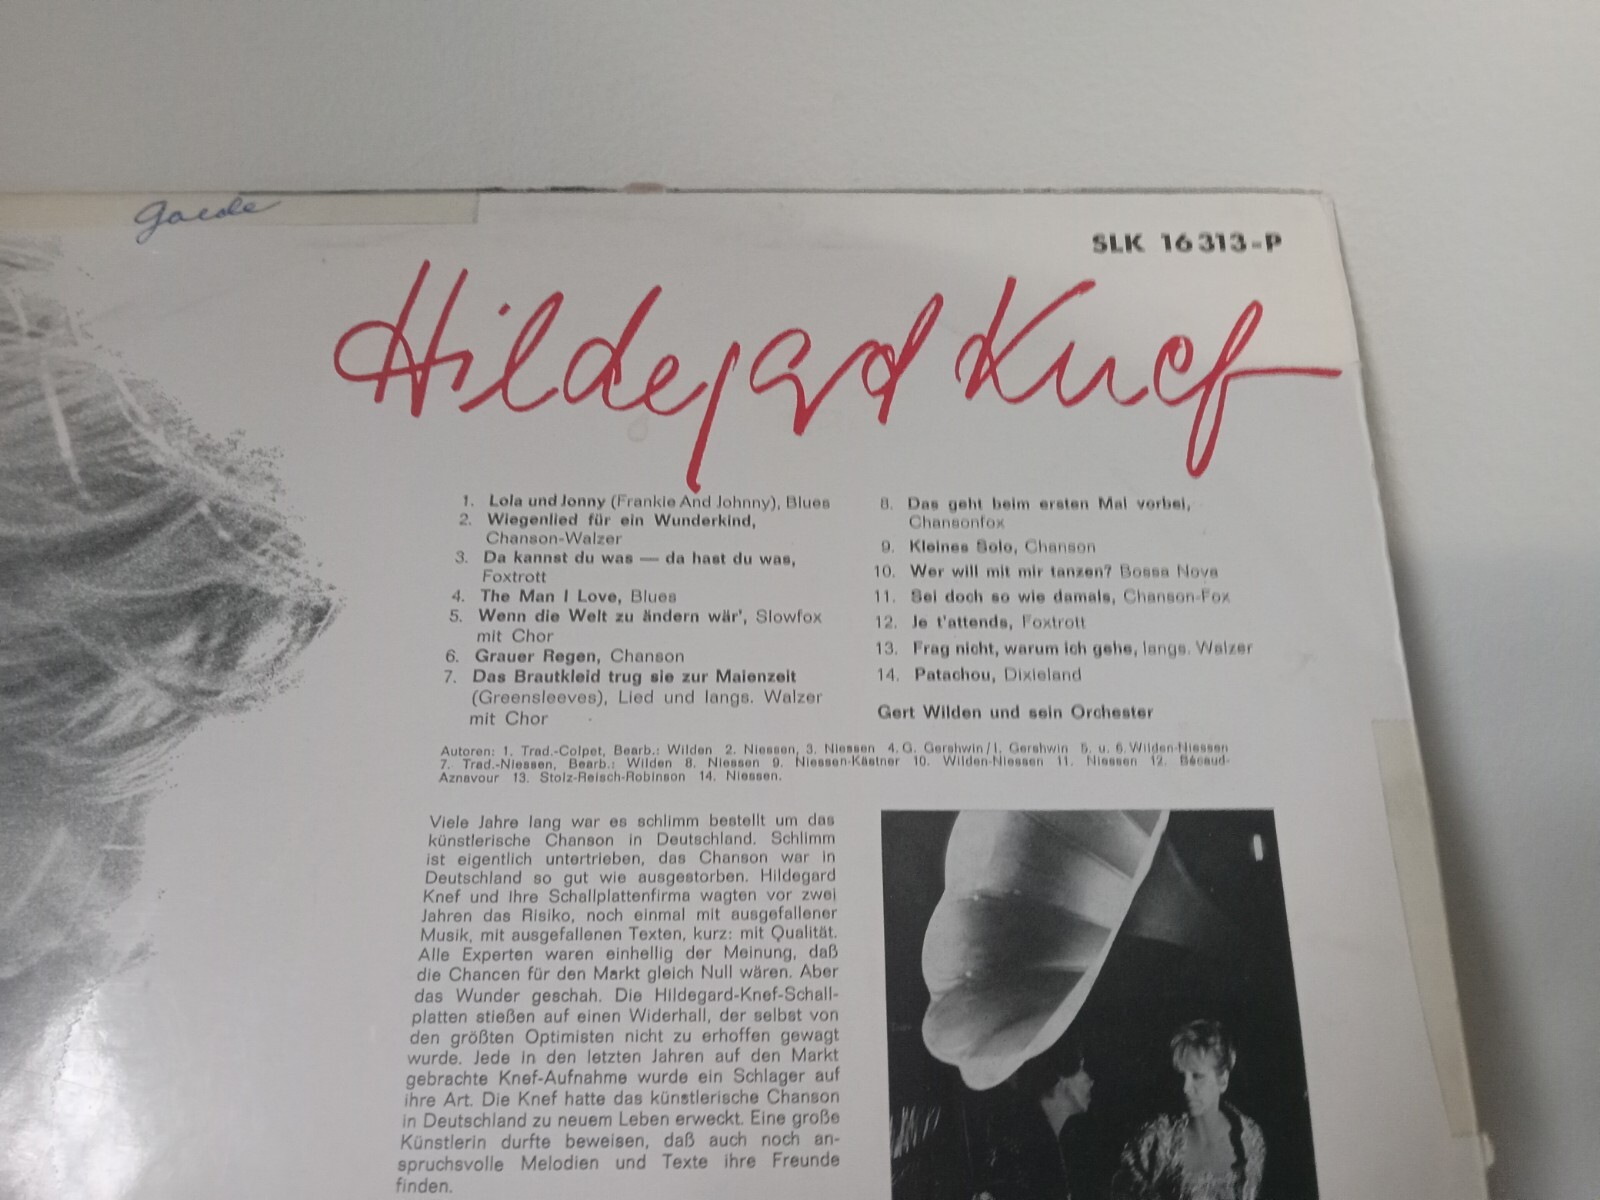 Gaede
SLK 16313-P
Hildegard Knef
1. Lola und Jonny (Frankie And Johnny), Blues
2. Wiegenlied für ein Wunderkind,
Chanson-Walzer
3. Da kannst du was — da hast du was,
Foxtrott
4. The Man I Love, Blues
5. Wenn die Welt zu ändern wär', Slowfox
mit Chor
6. Grauer Regen, Chanson
7. Das Brautkleid trug sie zur Maienzeit
(Greensleeves), Lied und langs. Walzer
mit Chor
8. Das geht beim ersten Mal vorbei,
Chansonfox
9. Kleines Solo, Chanson
10. Wer will mit mir tanzen? Bossa Nova
11. Sei doch so wie damals, Chanson-Fox
12. Je t'attends, Foxtrott
13. Frag nicht, warum ich gehe, langs. Walzer
14. Patachou, Dixieland
Gert Wilden und sein Orchester
Autoren: 1. Trad.-Colpet, Bearb.: Wilden 2. Niessen, 3. Niessen 4. G. Gershwin/I. Gershwin 5. u. 6. Wilden-Niessen
7. Trad.-Niessen, Bearb.: Wilden 8. Niessen 9. Niessen-Kästner 10. Wilden-Niessen 11. Niessen 12. Bécaud-
Aznavour 13. Stolz-Reisch-Robinson 14. Niessen.
Viele Jahre lang war es schlimm bestellt um das
künstlerische Chanson in Deutschland. Schlimm
ist eigentlich untertrieben, das Chanson war in
Deutschland so gut wie ausgestorben. Hildegard
Knef und Ihre Schallplattenfirma wagten vor zwei
Jahren das Risiko, noch einmal mit ausgefallener
Musik, mit ausgefallenen Texten, kurz: mit Qualität.
Alle Experten waren einhellig der Meinung, daß
die Chancen für den Markt gleich Null wären. Aber
das Wunder geschah. Die Hildegard-Knef-Schall-
platten stießen auf einen Widerhall, der selbst von
den größten Optimisten nicht zu erhoffen gewagt
wurde. Jede in den letzten Jahren auf den Markt
gebrachte Knef-Aufnahme wurde ein Schlager auf
ihre Art. Die Knef hatte das künstlerische Chanson
in Deutschland zu neuem Leben erweckt. Eine große
Künstlerin durfte beweisen, daß auch noch an-
spruchsvolle Melodien und Texte ihre Freunde
finden.